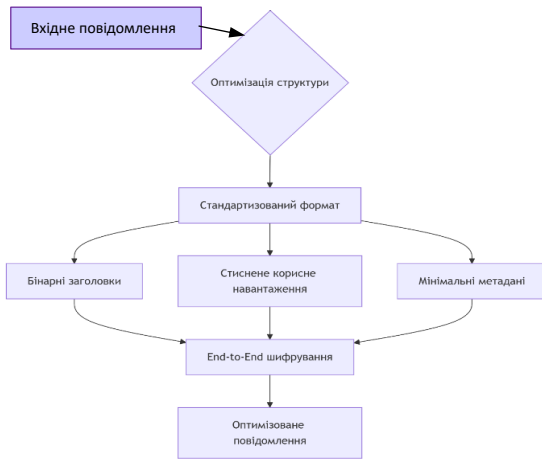 Вхідне повідомлення
Оптимізація структури
Стандартизований формат
Бінарні заголовки
Стиснене корисне
навантаження
Мінімальні метадані
End-to-End шифрування
Оптимізоване
повідомлення